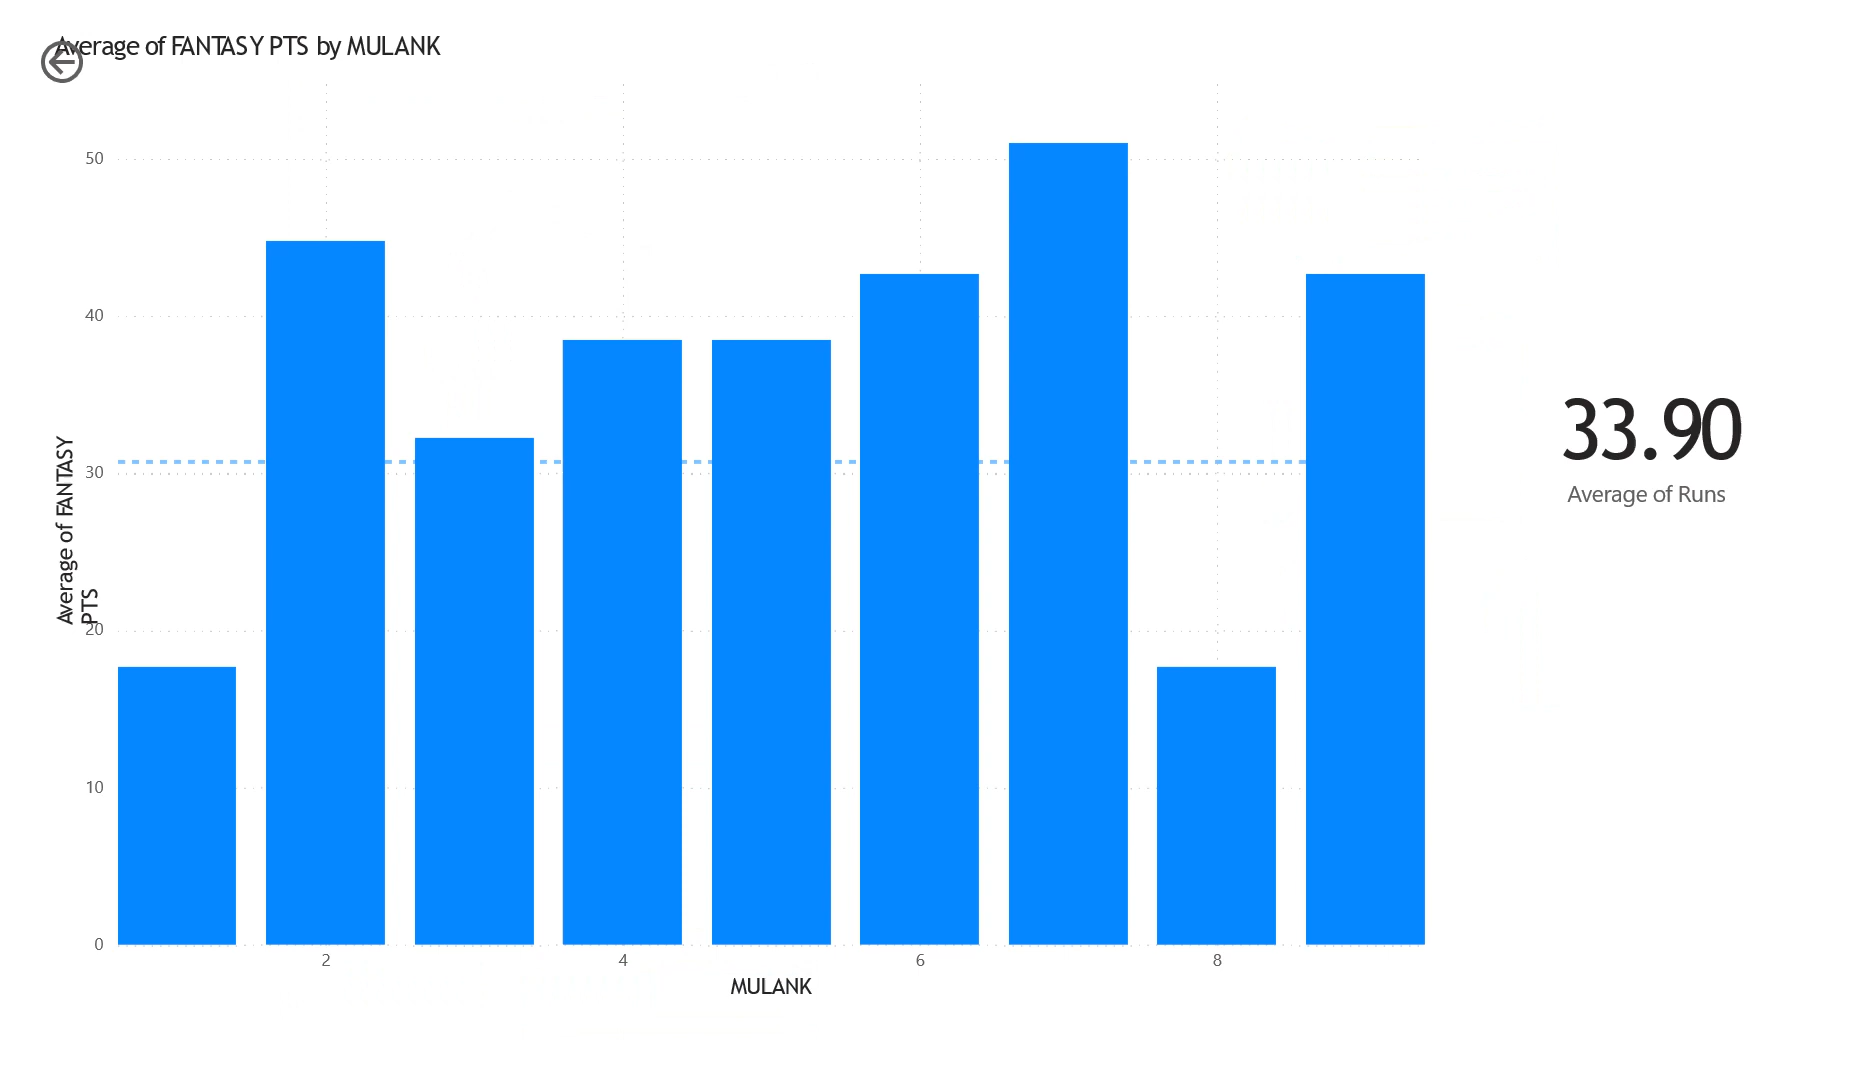 Average of FANTASY PTS by MULANK
50
40
30
20
10
0
Average of FANTASY
PTS
2
4
6
8
MULANK
33.90
Average of Runs